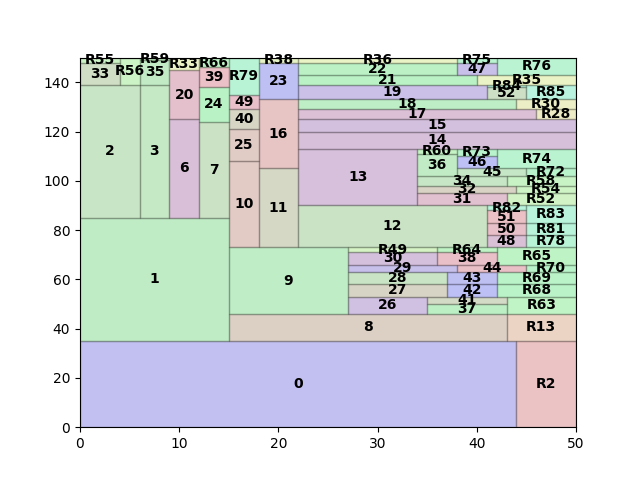 R55 R59 R33 R66 R38 R36 R75
33 R56 35 39 R79 23 22 47 R76
21 R84 R35
140
20 24 49 19 52 R85
18 R30
40 16 17 R28
120
15
25 14
2 3 6 7 13 R60 R73 R74
36 46
45 R72
100
34 R58
32 R54
10 11 31 R52
R82
51 R83
80
12 50 R81
48 R78
R49 R64
30 38 R65
1 9 29 44 R70
60
28 43 R69
27 42 R68
26 41 R63
37
40
8 R13
20
0 R2
0
0 10 20 30 40 50